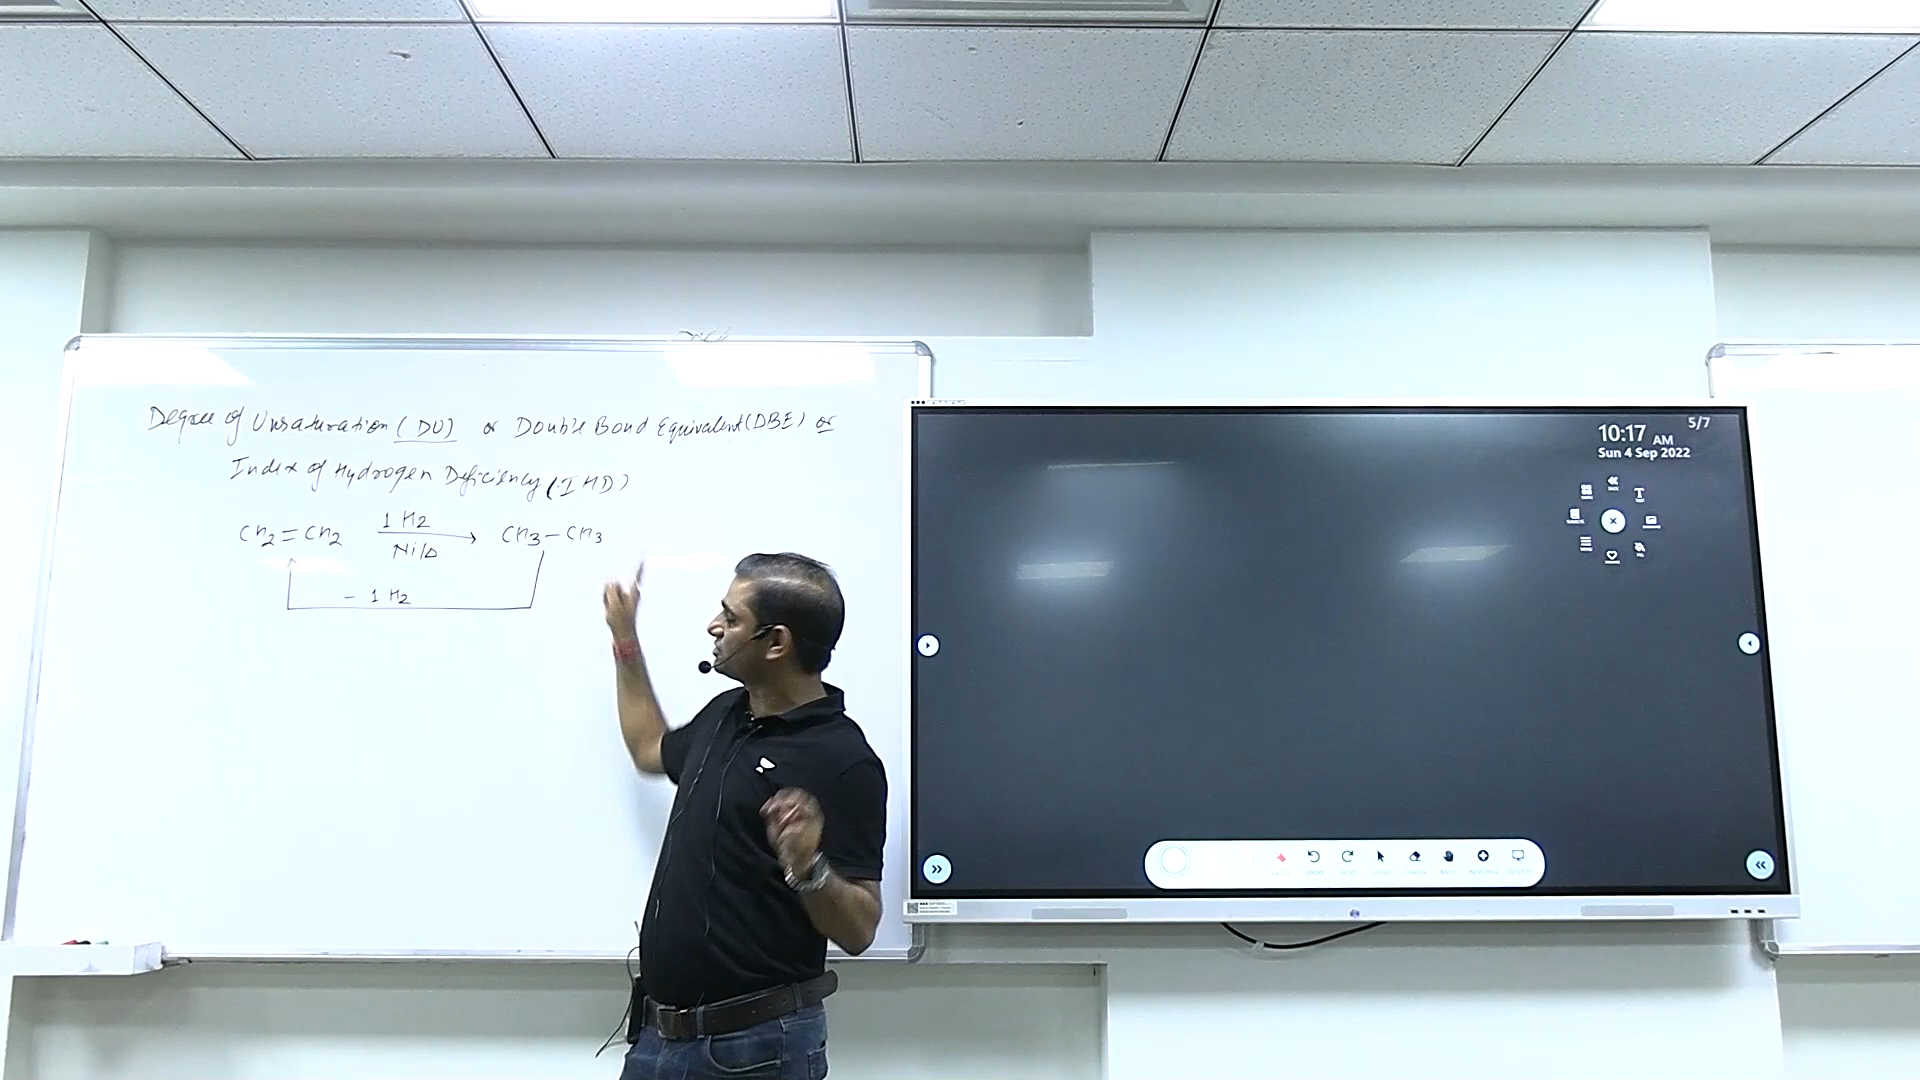 Degree of Unsaturation (DU) or Double Bond Equivalent (DBE) or
Index of Hydrogen Deficiency (IHD)
CH2=CH2 1 H2 Ni/Δ → CH3-CH3
- 1 H2
5/7
10:17 AM
Sun 4 Sep 2022